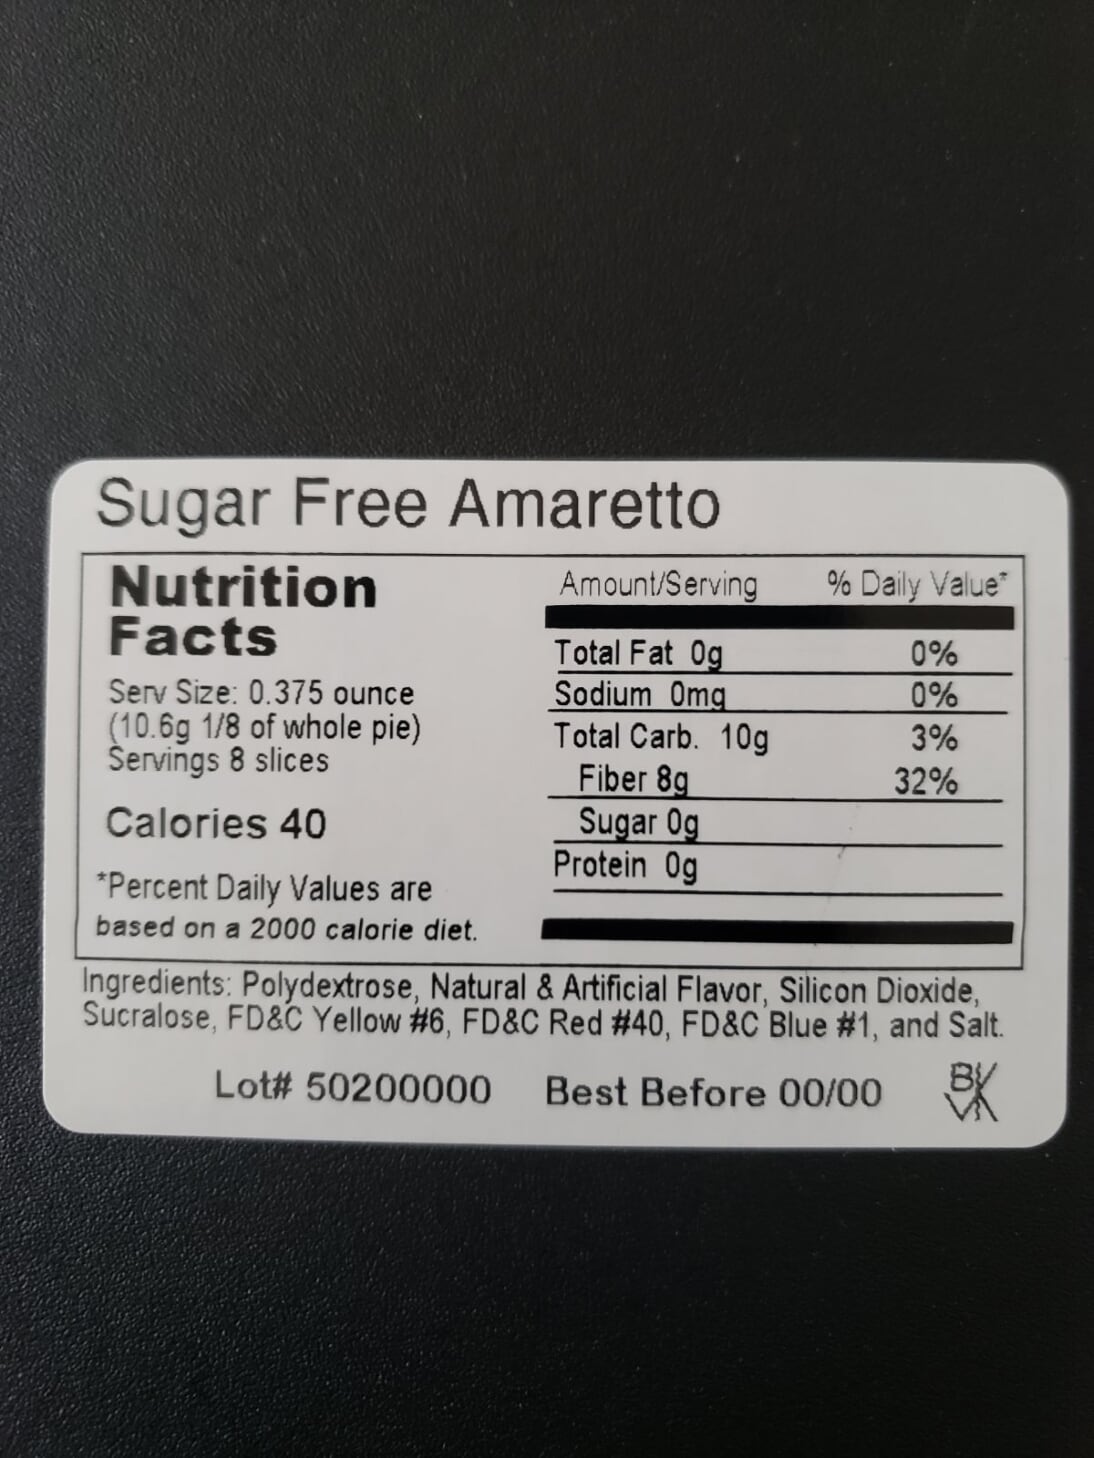 Sugar Free Amaretto
Nutrition
Facts
Serv Size: 0.375 ounce
(10.6g 1/8 of whole pie)
Servings 8 slices
Calories 40
*Percent Daily Values are
based on a 2000 calorie diet.
Amount/Serving % Daily Value*
Total Fat 0g 0%
Sodium 0mg 0%
Total Carb. 10g 3%
Fiber 8g 32%
Sugar 0g
Protein 0g
Ingredients: Polydextrose, Natural & Artificial Flavor, Silicon Dioxide,
Sucralose, FD&C Yellow #6, FD&C Red #40, FD&C Blue #1, and Salt.
Lot# 50200000 Best Before 00/00